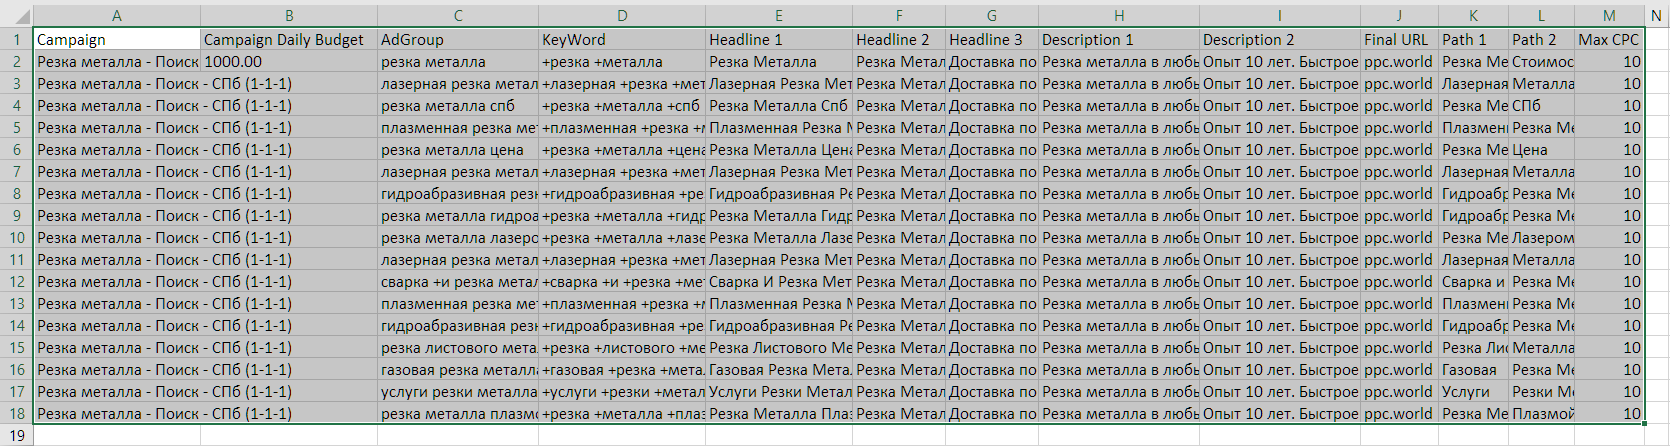 A B C D E F G H I J K L M N
1 Campaign Campaign Daily Budget AdGroup KeyWord Headline 1 Headline 2 Headline 3 Description 1 Description 2 Final URL Path 1 Path 2 Max CPC
2 Резка металла - Поиск 1000.00 резка металла +резка +металла Резка Металла Резка Метал Доставка по Резка металла в любь Опыт 10 лет. Быстрое ppc.world Резка Ме Стоимос 10
3 Резка металла - Поиск - СПб (1-1-1) лазерная резка метал +лазерная +резка +мет Лазерная Резка Мет Резка Метал Доставка по Резка металла в любь Опыт 10 лет. Быстрое ppc.world Лазерная Металла 10
4 Резка металла - Поиск - СПб (1-1-1) резка металла спб +резка +металла +спб Резка Металла Спб Резка Метал Доставка по Резка металла в любь Опыт 10 лет. Быстрое ppc.world Резка Ме СПб 10
5 Резка металла - Поиск - СПб (1-1-1) плазменная резка ме +плазменная +резка +м Плазменная Резка М Резка Метал Доставка по Резка металла в любь Опыт 10 лет. Быстрое ppc.world Плазмен Резка Ме 10
6 Резка металла - Поиск - СПб (1-1-1) резка металла цена +резка +металла +цена Резка Металла Цена Резка Метал Доставка по Резка металла в любь Опыт 10 лет. Быстрое ppc.world Резка Ме Цена 10
7 Резка металла - Поиск - СПб (1-1-1) лазерная резка метал +лазерная +резка +мет Лазерная Резка Мет Резка Метал Доставка по Резка металла в любь Опыт 10 лет. Быстрое ppc.world Лазерная Металла 10
8 Резка металла - Поиск - СПб (1-1-1) гидроабразивная рез +гидроабразивная +ре Гидроабразивная Ре Резка Метал Доставка по Резка металла в любь Опыт 10 лет. Быстрое ppc.world Гидроабр Резка Ме 10
9 Резка металла - Поиск - СПб (1-1-1) резка металла гидроа +резка +металла +гидр Резка Металла Гидр Резка Метал Доставка по Резка металла в любь Опыт 10 лет. Быстрое ppc.world Гидроабр Резка Ме 10
10 Резка металла - Поиск - СПб (1-1-1) резка металла лазеро +резка +металла +лазе Резка Металла Лазе Резка Метал Доставка по Резка металла в любь Опыт 10 лет. Быстрое ppc.world Резка Ме Лазером 10
11 Резка металла - Поиск - СПб (1-1-1) лазерная резка метал +лазерная +резка +мет Лазерная Резка Мет Резка Метал Доставка по Резка металла в любь Опыт 10 лет. Быстрое ppc.world Лазерная Металла 10
12 Резка металла - Поиск - СПб (1-1-1) сварка +и резка метал +сварка +и +резка +мет Сварка И Резка Мет Резка Метал Доставка по Резка металла в любь Опыт 10 лет. Быстрое ppc.world Сварка и Резка Ме 10
13 Резка металла - Поиск - СПб (1-1-1) плазменная резка мет +плазменная +резка +м Плазменная Резка М Резка Метал Доставка по Резка металла в любь Опыт 10 лет. Быстрое ppc.world Плазмен Резка Ме 10
14 Резка металла - Поиск - СПб (1-1-1) гидроабразивная рез +гидроабразивная +ре Гидроабразивная Ре Резка Метал Доставка по Резка металла в любь Опыт 10 лет. Быстрое ppc.world Гидроабр Резка Ме 10
15 Резка металла - Поиск - СПб (1-1-1) резка листового мета +резка +листового +ме Резка Листового Ме Резка Метал Доставка по Резка металла в любь Опыт 10 лет. Быстрое ppc.world Резка Ли Металла 10
16 Резка металла - Поиск - СПб (1-1-1) газовая резка металл +газовая +резка +мета Газовая Резка Мета Резка Метал Доставка по Резка металла в любь Опыт 10 лет. Быстрое ppc.world Газовая Резка Ме 10
17 Резка металла - Поиск - СПб (1-1-1) услуги резки металла +услуги +резки +метал Услуги Резки Метал Резка Метал Доставка по Резка металла в любь Опыт 10 лет. Быстрое ppc.world Услуги Резки М 10
18 Резка металла - Поиск - СПб (1-1-1) резка металла плазм +резка +металла +плаз Резка Металла Плаз Резка Метал Доставка по Резка металла в любь Опыт 10 лет. Быстрое ppc.world Резка Ме Плазмой 10
19